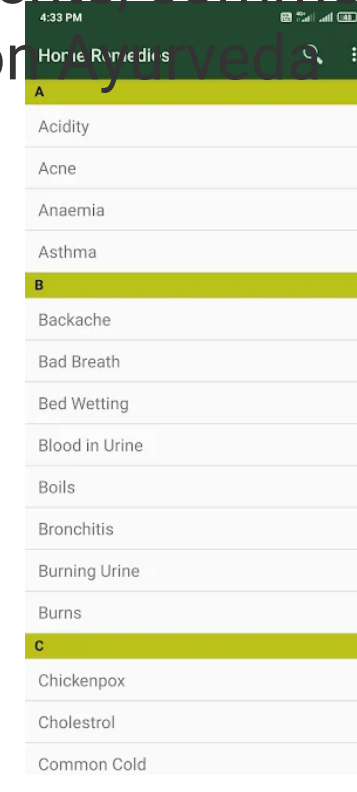 4:33 PM
Home Remedies
on Ayurveda
A
Acidity
Acne
Anaemia
Asthma
B
Backache
Bad Breath
Bed Wetting
Blood in Urine
Boils
Bronchitis
Burning Urine
Burns
C
Chickenpox
Cholestrol
Common Cold